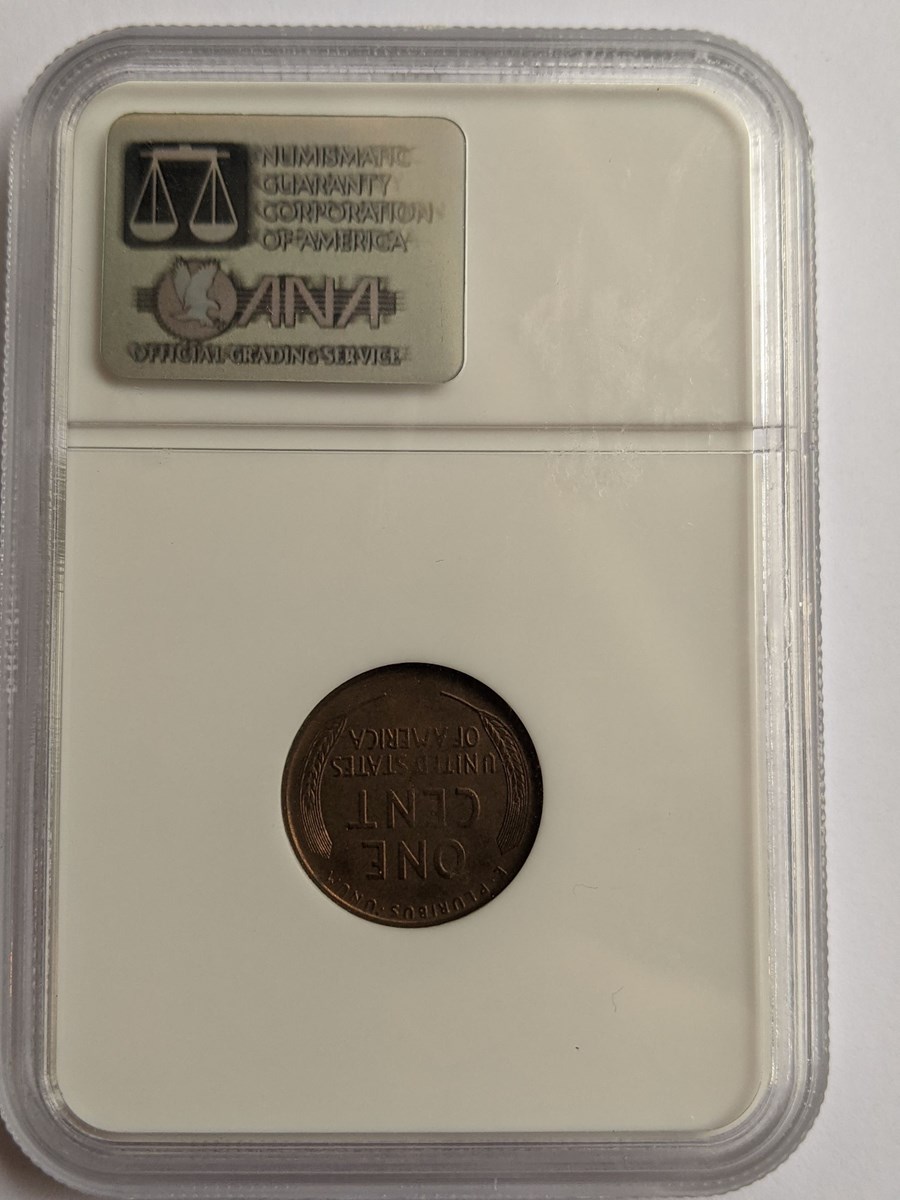 NUMISMATIC
GUARANTY
CORPORATION
OF AMERICA
ANA
OFFICIAL GRADING SERVICE
E·PLURIBUS·UNUM
ONE
CENT
UNITED STATES
OF AMERICA